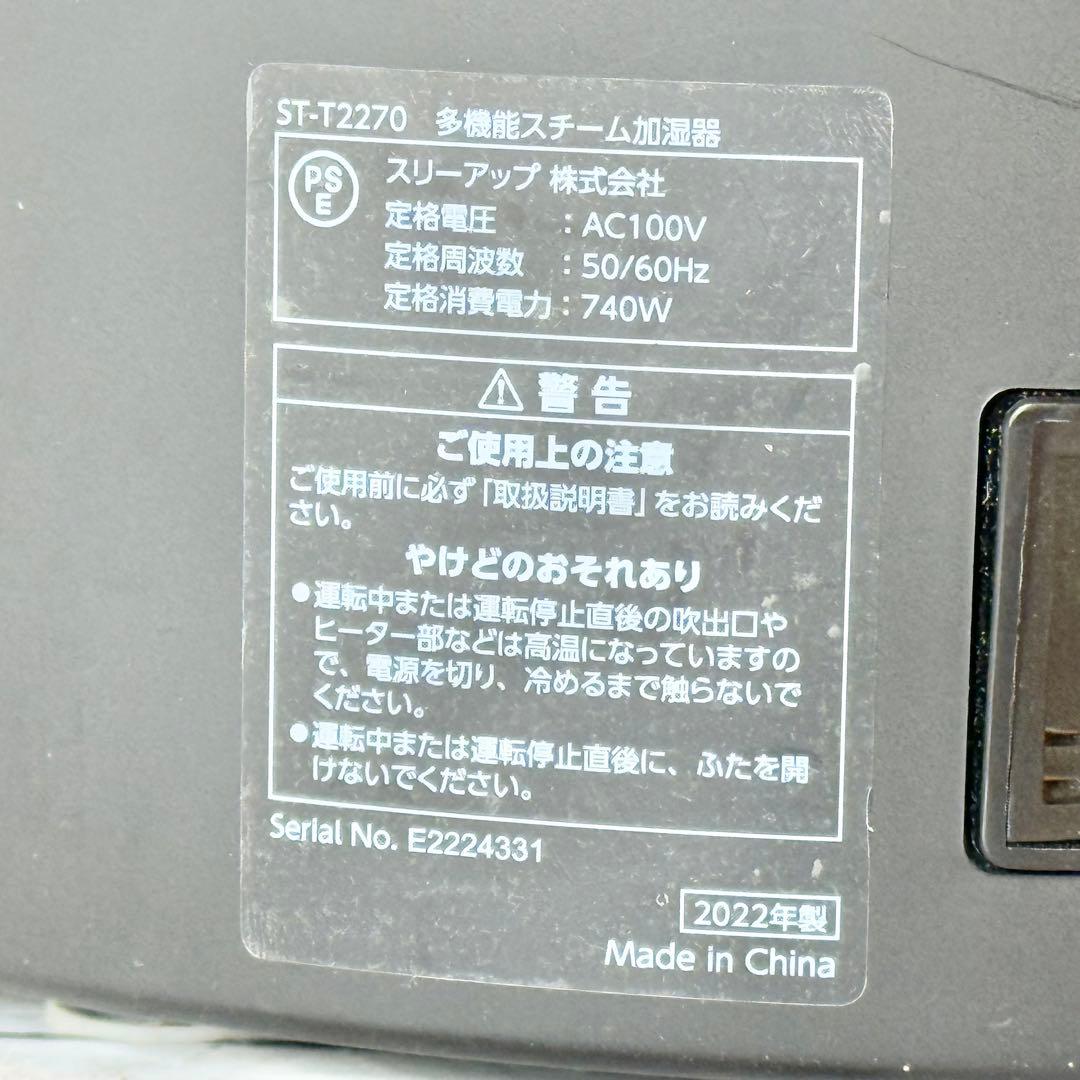 ST-T2270 多機能スチーム加湿器
PS
E
スリーアップ 株式会社
定格電圧 : AC100V
定格周波数 : 50/60Hz
定格消費電力 : 740W
⚠ 警告
ご使用上の注意
ご使用前に必ず「取扱説明書」をお読みくだ
さい。
やけどのおそれあり
●運転中または運転停止直後の吹出口や
ヒーター部などは高温になっていますの
で、電源を切り、冷めるまで触らないで
ください。
●運転中または運転停止直後に、ふたを開
けないでください。
Serial No. E2224331
2022年製
Made in China